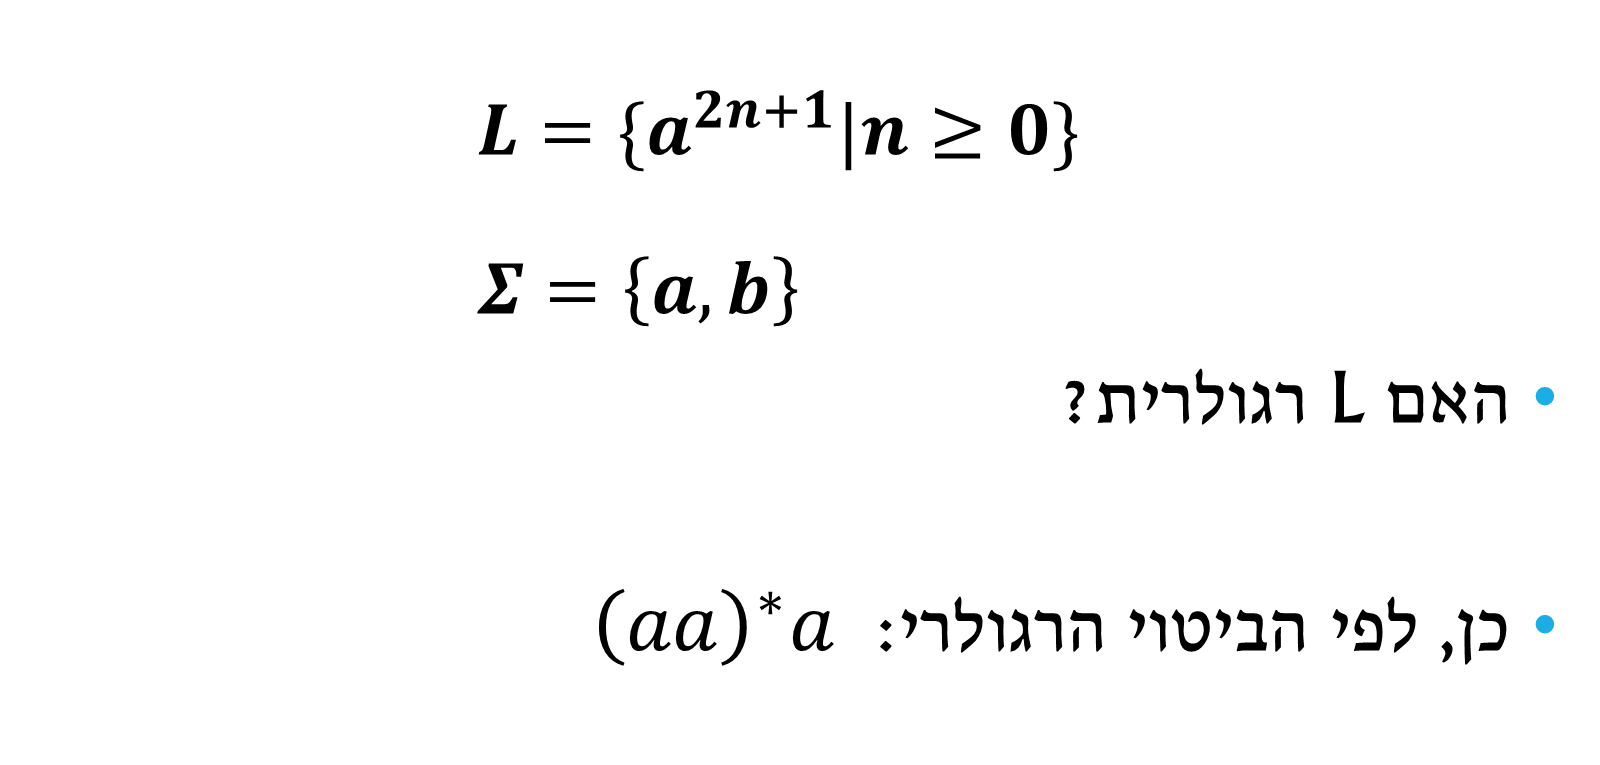 L = {a^{2n+1}|n ≥ 0}
Σ = {a, b}
• האם L רגולרית?
• כן, לפי הביטוי הרגולרי: (aa)^*a